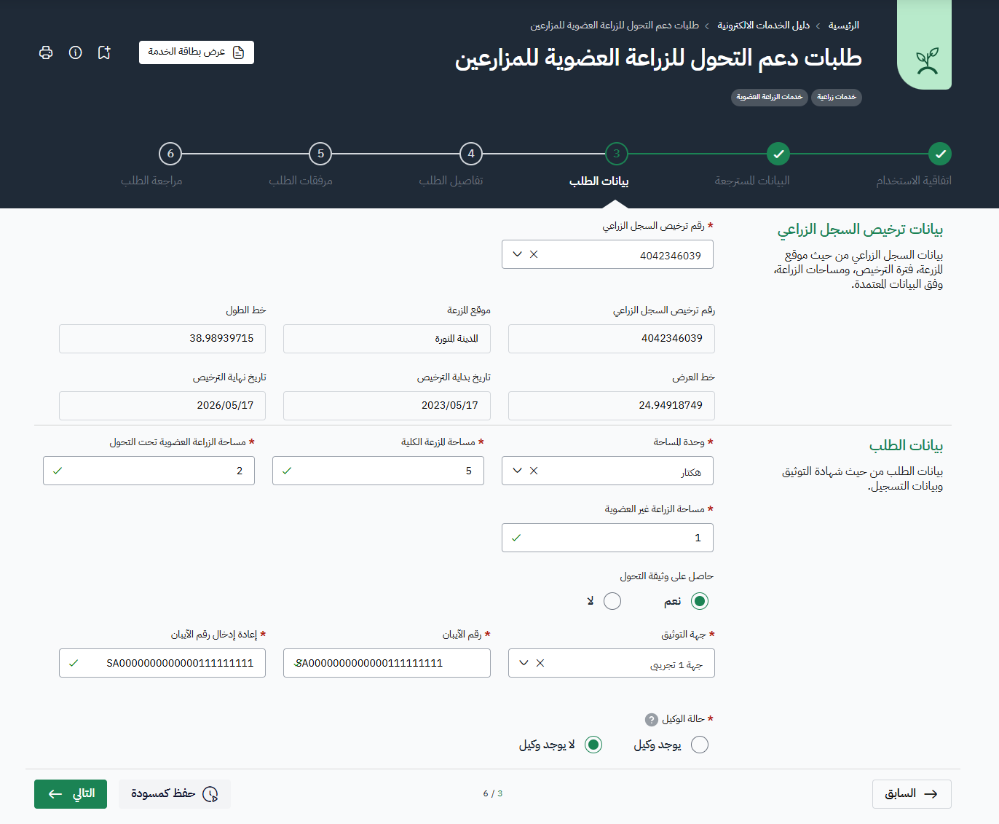 الرئيسية
دليل الخدمات الالكترونية
طلبات دعم التحول للزراعة العضوية للمزارعين
طلبات دعم التحول للزراعة العضوية للمزارعين
عرض بطاقة الخدمة
خدمات زراعية
خدمات الزراعة العضوية
اتفاقية الاستخدام
البيانات المسترجعة
3
بيانات الطلب
4
تفاصيل الطلب
5
مرفقات الطلب
6
مراجعة الطلب
بيانات ترخيص السجل الزراعي
بيانات السجل الزراعي من حيث موقع
المزرعة، فترة الترخيص، ومساحات الزراعة،
وفق البيانات المعتمدة.
* رقم ترخيص السجل الزراعي
4042346039
رقم ترخيص السجل الزراعي
4042346039
موقع المزرعة
المدينة المنورة
خط الطول
38.98939715
خط العرض
24.94918749
تاريخ بداية الترخيص
2023/05/17
تاريخ نهاية الترخيص
2026/05/17
بيانات الطلب
بيانات الطلب من حيث شهادة التوثيق
وبيانات التسجيل.
* وحدة المساحة
هكتار
* مساحة المزرعة الكلية
5
* مساحة الزراعة العضوية تحت التحول
2
* مساحة الزراعة غير العضوية
1
حاصل على وثيقة التحول
نعم
لا
* جهة التوثيق
جهة 1 تجريبي
* رقم الآيبان
SA0000000000000111111111
* إعادة إدخال رقم الآيبان
SA0000000000000111111111
* حالة الوكيل ?
يوجد وكيل
لا يوجد وكيل
السابق
3 / 6
حفظ كمسودة
التالي